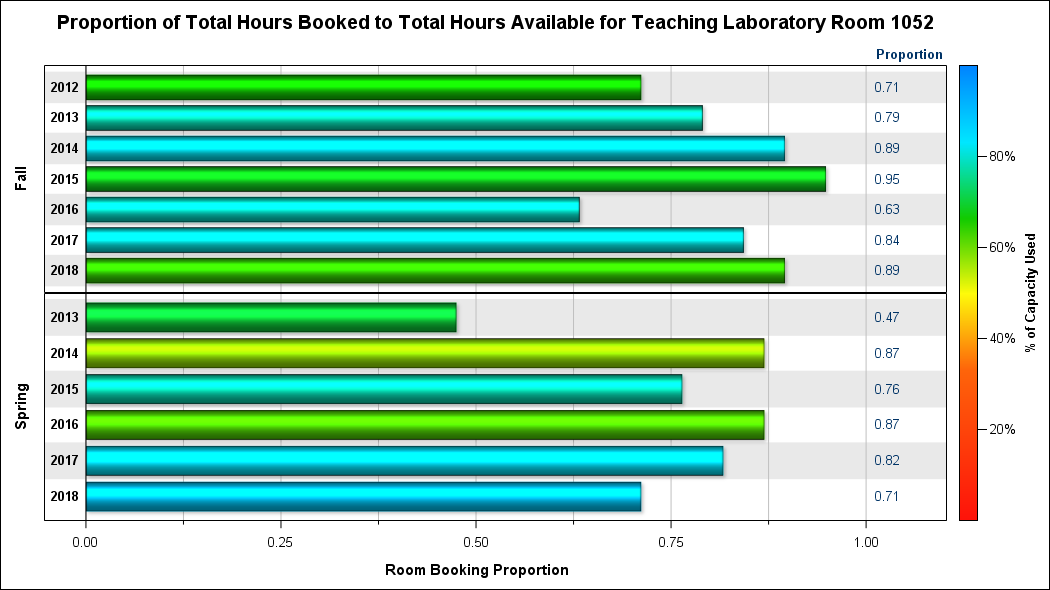 Proportion of Total Hours Booked to Total Hours Available for Teaching Laboratory Room 1052
Proportion
Fall
2012 0.71
2013 0.79
2014 0.89
2015 0.95
2016 0.63
2017 0.84
2018 0.89
Spring
2013 0.47
2014 0.87
2015 0.76
2016 0.87
2017 0.82
2018 0.71
0.00 0.25 0.50 0.75 1.00
Room Booking Proportion
80%
60%
40%
20%
% of Capacity Used